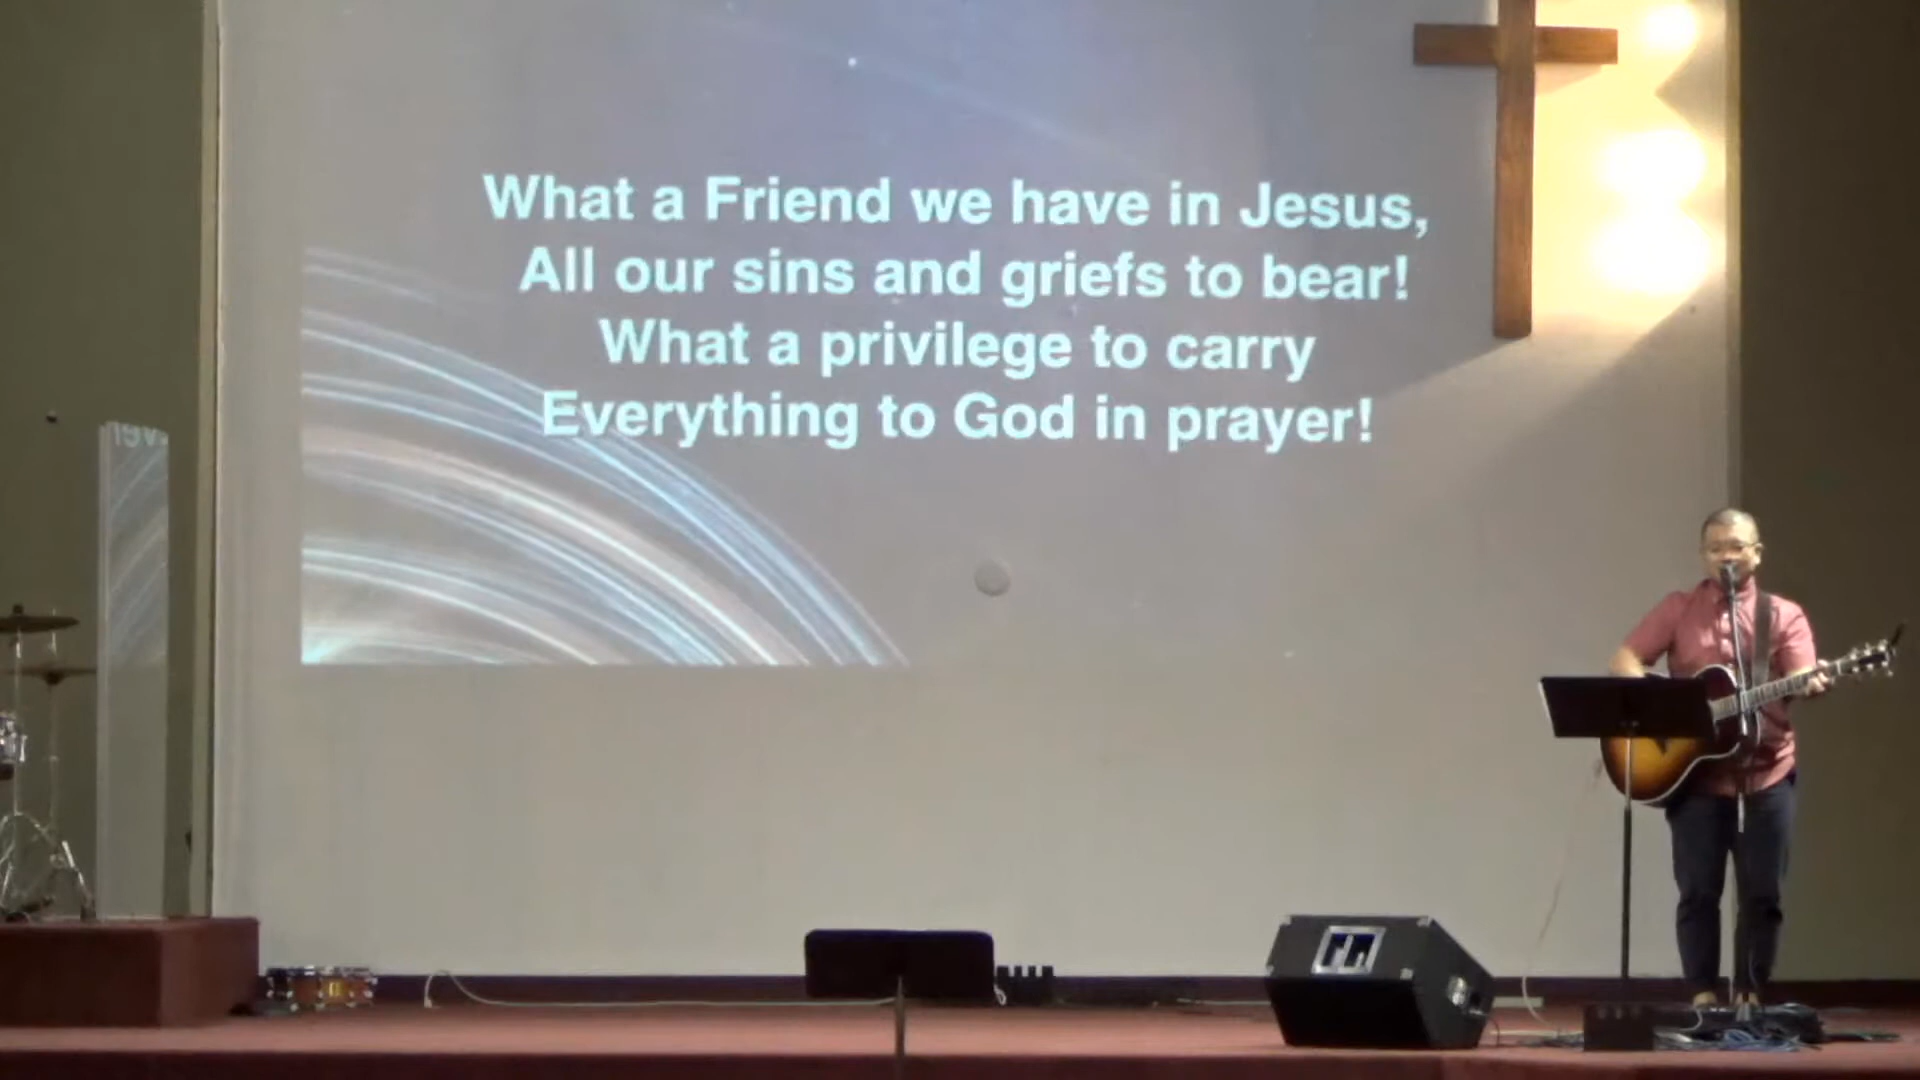 What a Friend we have in Jesus,
All our sins and griefs to bear!
What a privilege to carry
Everything to God in prayer!